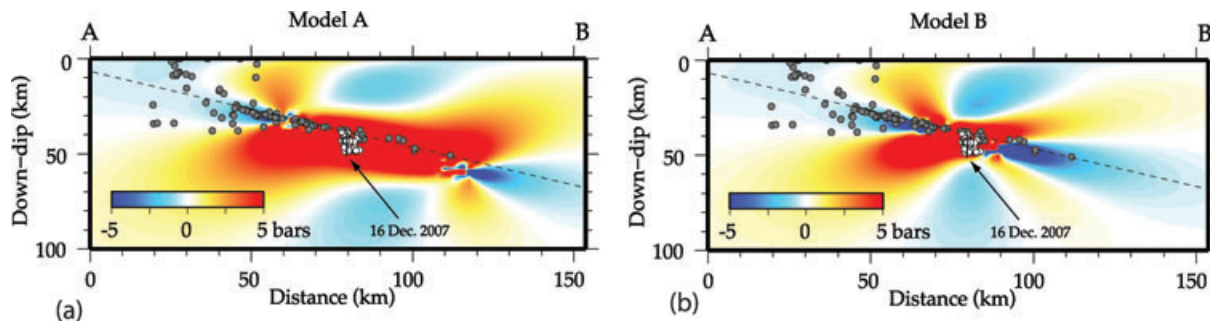 Model A
A B
0
50
100
Down-dip (km)
-5 0 5 bars
16 Dec. 2007
0 50 100 150
Distance (km)
(a)
Model B
A B
0
50
100
Down-dip (km)
-5 0 5 bars
16 Dec. 2007
0 50 100 150
Distance (km)
(b)